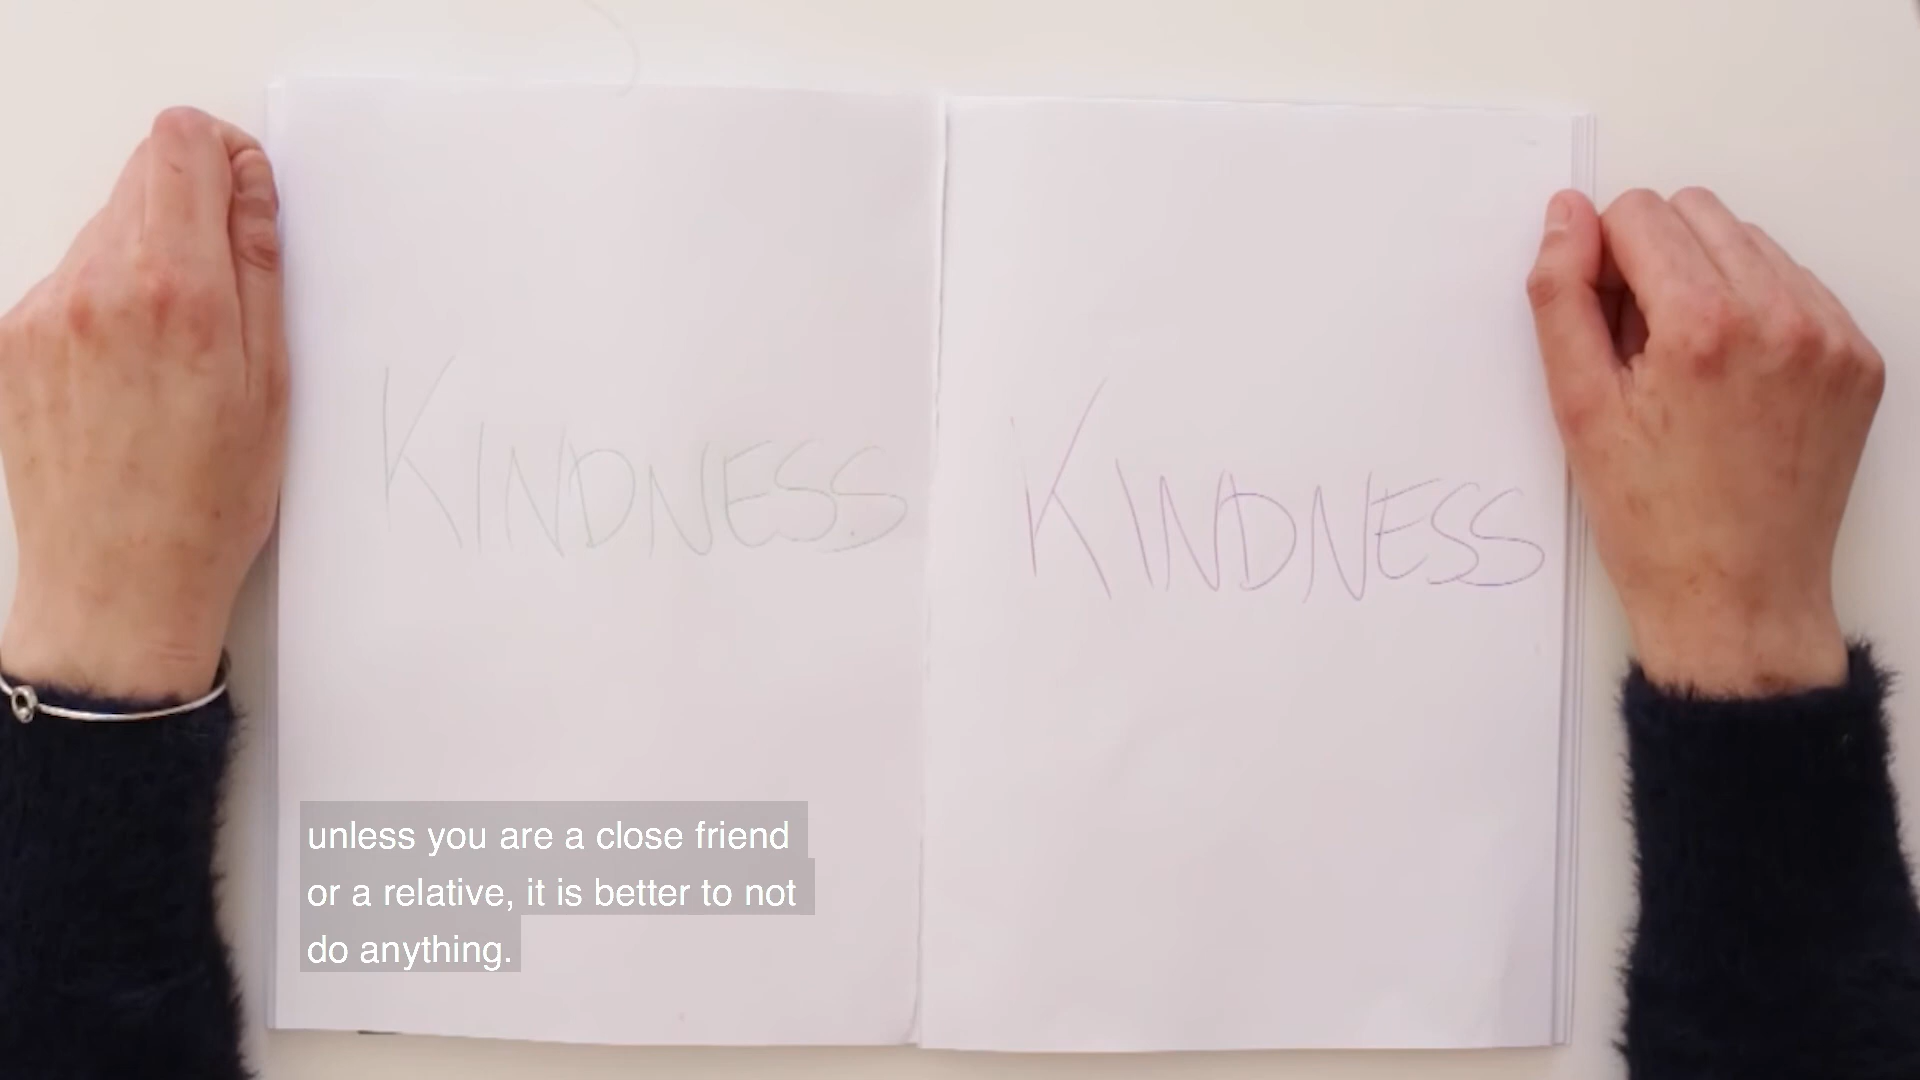 KINDNESS
KINDNESS
unless you are a close friend
or a relative, it is better to not
do anything.